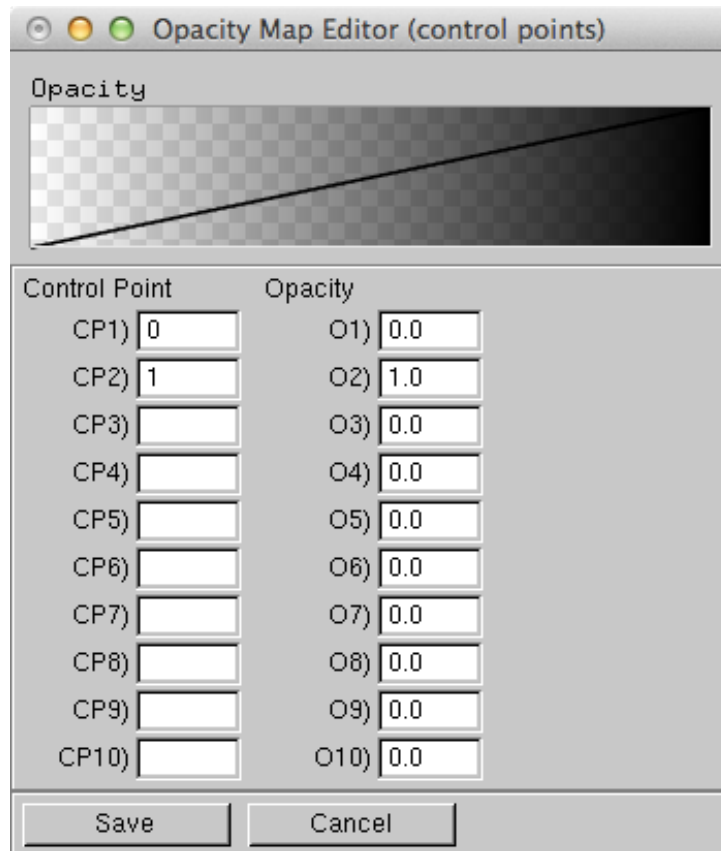 Opacity Map Editor (control points)
Opacity
Control Point Opacity
CP1) 0 O1) 0.0
CP2) 1 O2) 1.0
CP3) O3) 0.0
CP4) O4) 0.0
CP5) O5) 0.0
CP6) O6) 0.0
CP7) O7) 0.0
CP8) O8) 0.0
CP9) O9) 0.0
CP10) O10) 0.0
Save Cancel